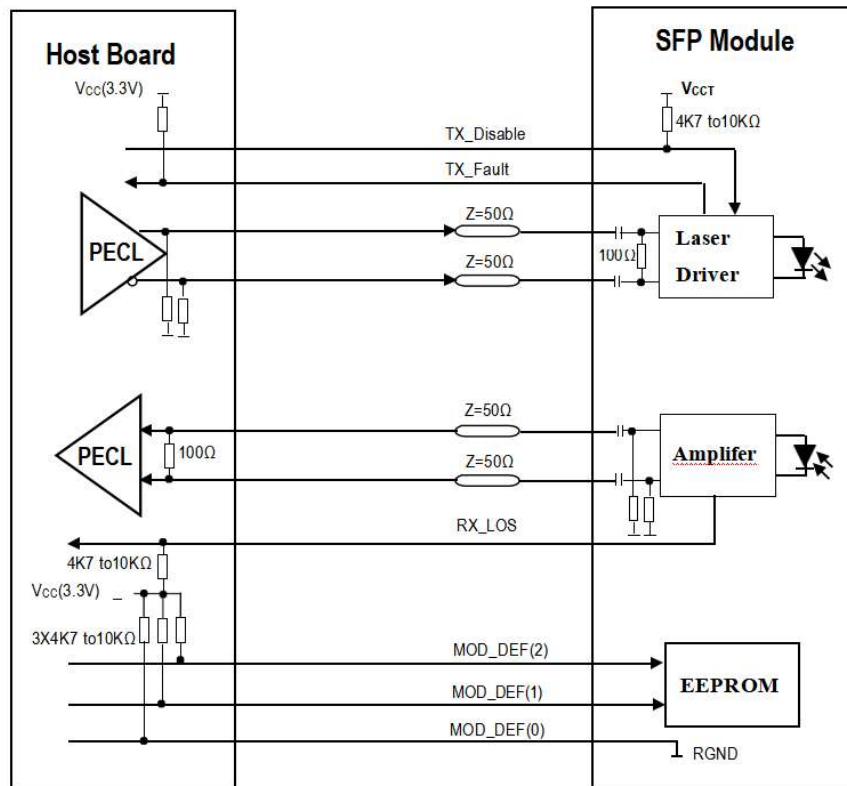 Host Board
SFP Module
VCC(3.3V)
VCCT
4K7 to10KΩ
TX_Disable
TX_Fault
PECL
Z=50Ω
Z=50Ω
100Ω
Laser
Driver
PECL
100Ω
Z=50Ω
Z=50Ω
Amplifer
RX_LOS
4K7 to10KΩ
VCC(3.3V)
3X4K7 to10KΩ
MOD_DEF(2)
MOD_DEF(1)
MOD_DEF(0)
EEPROM
RGND